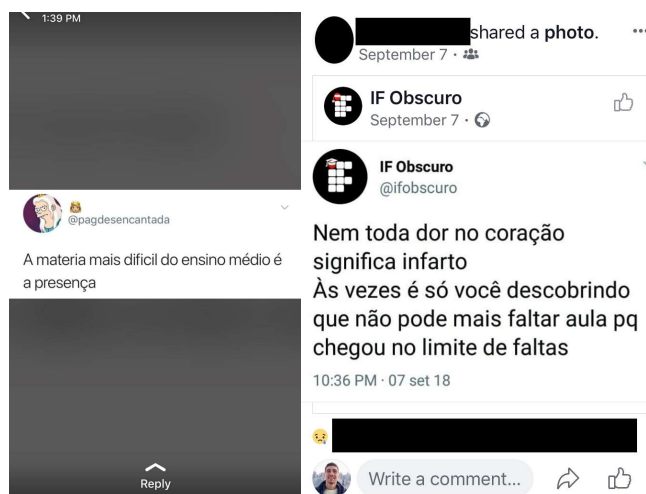 1:39 PM
@pagdesencantada
A materia mais dificil do ensino médio é
a presença
Reply
shared a photo.
September 7
IF Obscuro
September 7
IF Obscuro
@ifobscuro
Nem toda dor no coração
significa infarto
Às vezes é só você descobrindo
que não pode mais faltar aula pq
chegou no limite de faltas
10:36 PM · 07 set 18
Write a comment...